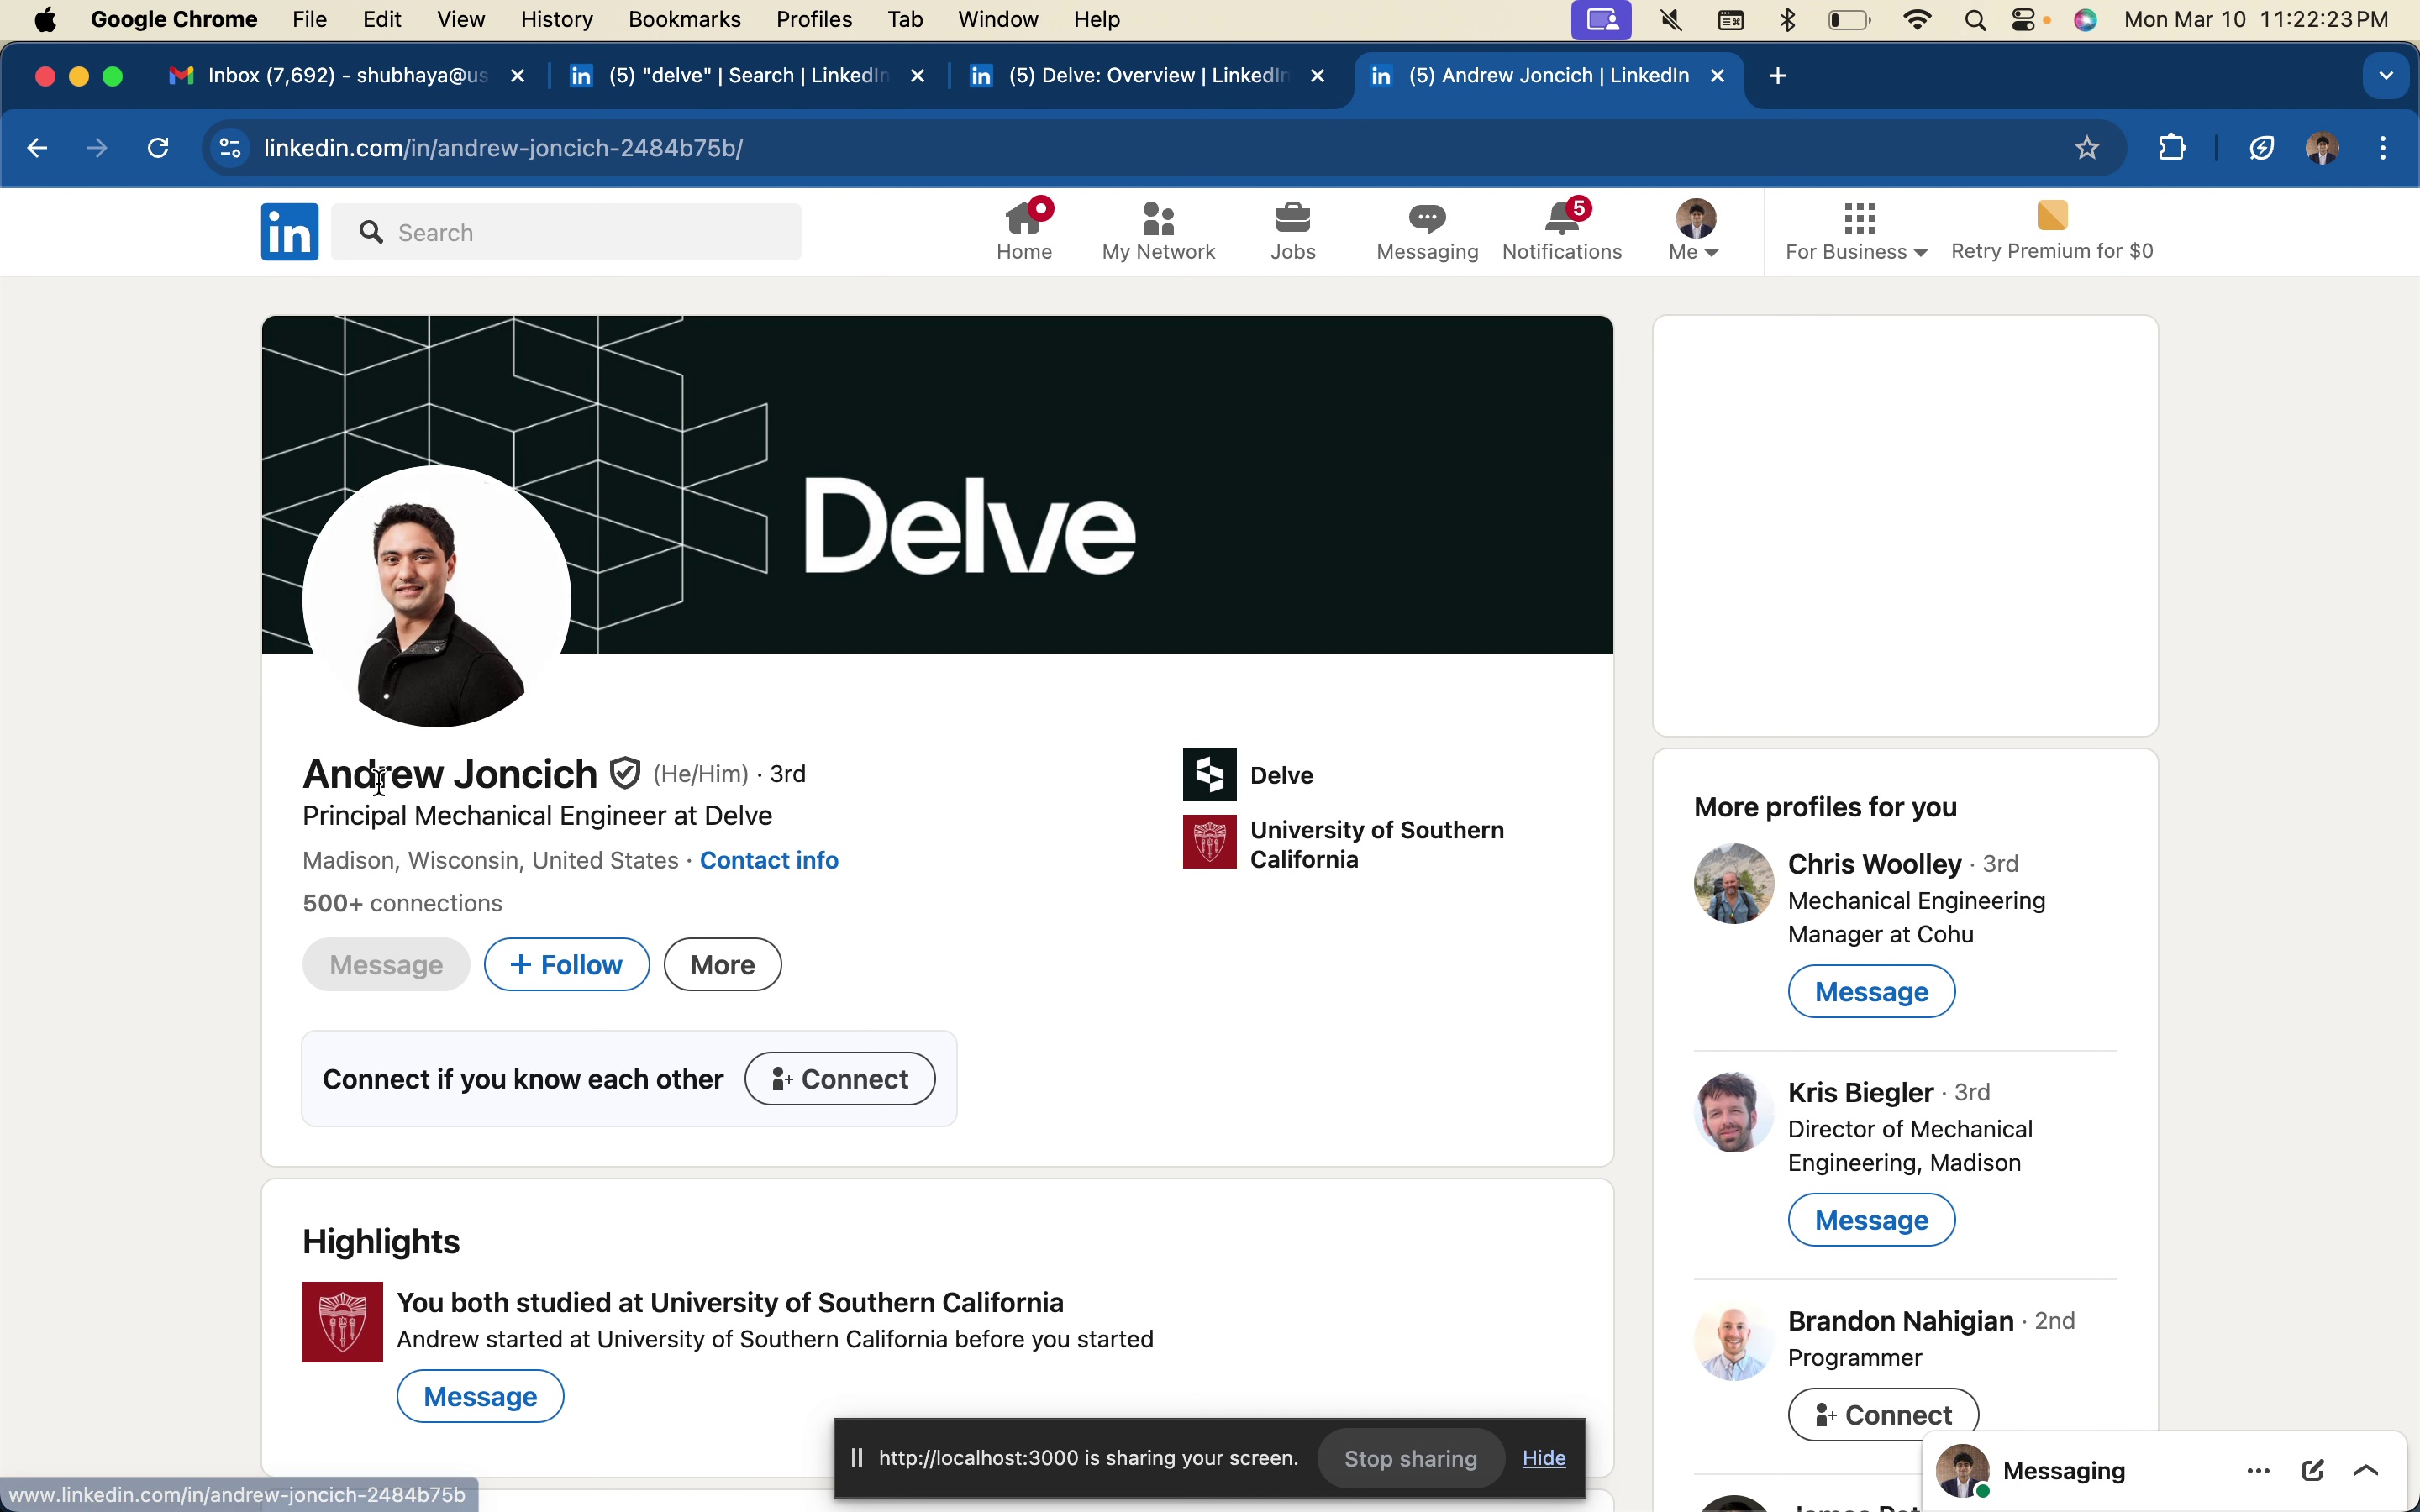 Google Chrome File Edit View History Bookmarks Profiles Tab Window Help Mon Mar 10 11:22:23 PM
Inbox (7,692) - shubhaya@us (5) "delve" | Search | LinkedIn (5) Delve: Overview | LinkedIn (5) Andrew Joncich | LinkedIn
linkedin.com/in/andrew-joncich-2484b75b/
in Search Home My Network Jobs Messaging 5 Notifications Me For Business Retry Premium for $0
Delve
Andrew Joncich (He/Him) · 3rd
Principal Mechanical Engineer at Delve
Madison, Wisconsin, United States · Contact info
500+ connections
Message + Follow More
Connect if you know each other Connect
Delve
University of Southern
California
Highlights
You both studied at University of Southern California
Andrew started at University of Southern California before you started
Message
More profiles for you
Chris Woolley · 3rd
Mechanical Engineering
Manager at Cohu
Message
Kris Biegler · 3rd
Director of Mechanical
Engineering, Madison
Message
Brandon Nahigian · 2nd
Programmer
Connect
http://localhost:3000 is sharing your screen. Stop sharing Hide
Messaging
www.linkedin.com/in/andrew-joncich-2484b75b